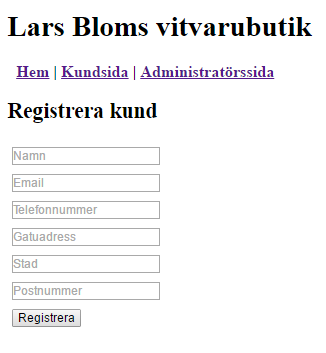 Lars Bloms vitvarubutik
Hem | Kundsida | Administratörssida
Registrera kund
Namn
Email
Telefonnummer
Gatuadress
Stad
Postnummer
Registrera